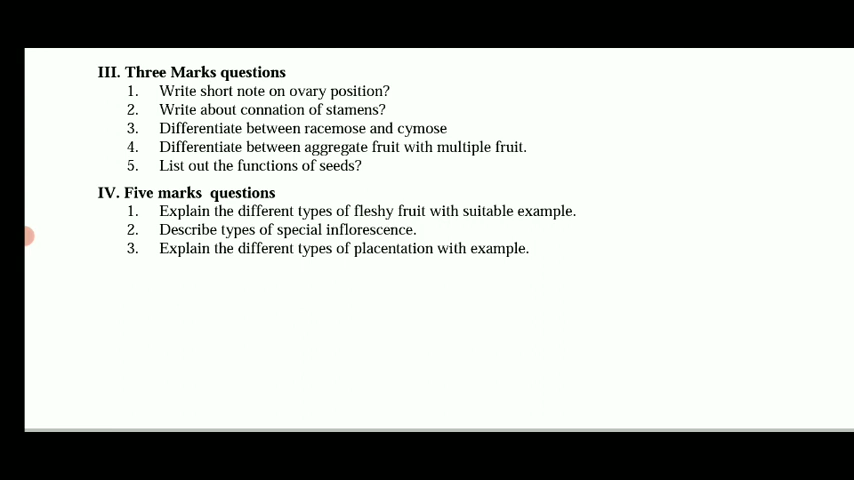 III. Three Marks questions
1. Write short note on ovary position?
2. Write about connation of stamens?
3. Differentiate between racemose and cymose
4. Differentiate between aggregate fruit with multiple fruit.
5. List out the functions of seeds?
IV. Five marks questions
1. Explain the different types of fleshy fruit with suitable example.
2. Describe types of special inflorescence.
3. Explain the different types of placentation with example.